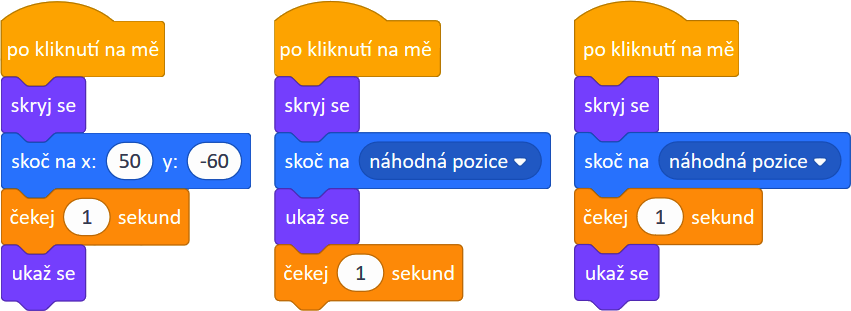 po kliknutí na mě
skryj se
skoč na x: 50 y: -60
čekej 1 sekund
ukaž se
po kliknutí na mě
skryj se
skoč na náhodná pozice
ukaž se
čekej 1 sekund
po kliknutí na mě
skryj se
skoč na náhodná pozice
čekej 1 sekund
ukaž se